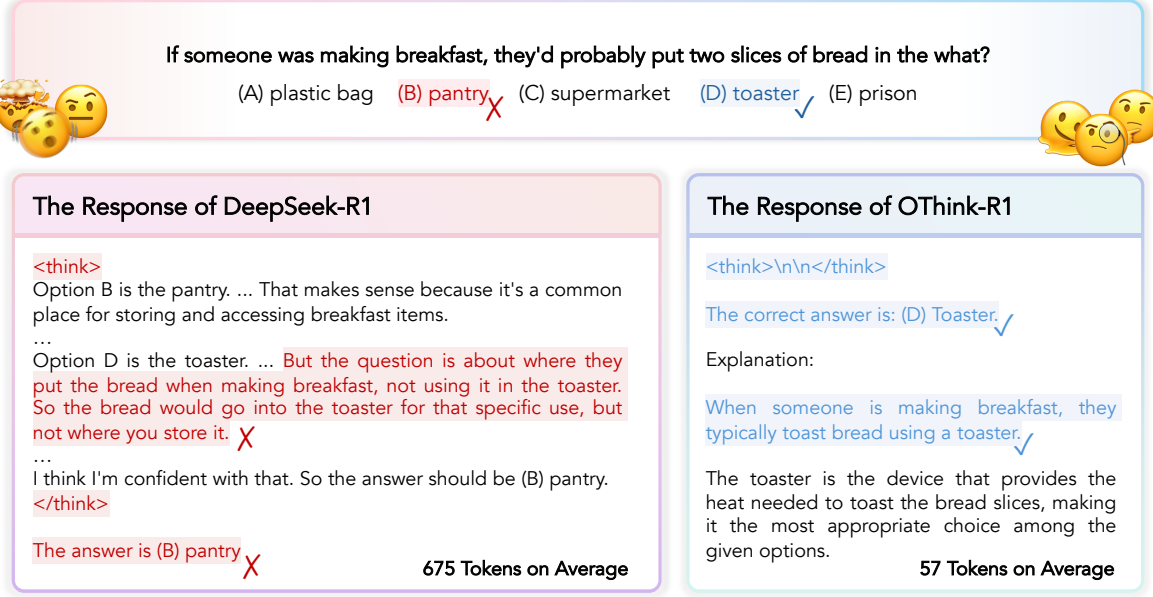 If someone was making breakfast, they'd probably put two slices of bread in the what?
(A) plastic bag (B) pantry (C) supermarket (D) toaster (E) prison
The Response of DeepSeek-R1
<think>
Option B is the pantry. ... That makes sense because it's a common
place for storing and accessing breakfast items.
...
Option D is the toaster. ... But the question is about where they
put the bread when making breakfast, not using it in the toaster.
So the bread would go into the toaster for that specific use, but
not where you store it.
...
I think I'm confident with that. So the answer should be (B) pantry.
</think>
The answer is (B) pantry
675 Tokens on Average
The Response of OThink-R1
<think>\n\n</think>
The correct answer is: (D) Toaster.
Explanation:
When someone is making breakfast, they
typically toast bread using a toaster.
The toaster is the device that provides the
heat needed to toast the bread slices, making
it the most appropriate choice among the
given options.
57 Tokens on Average